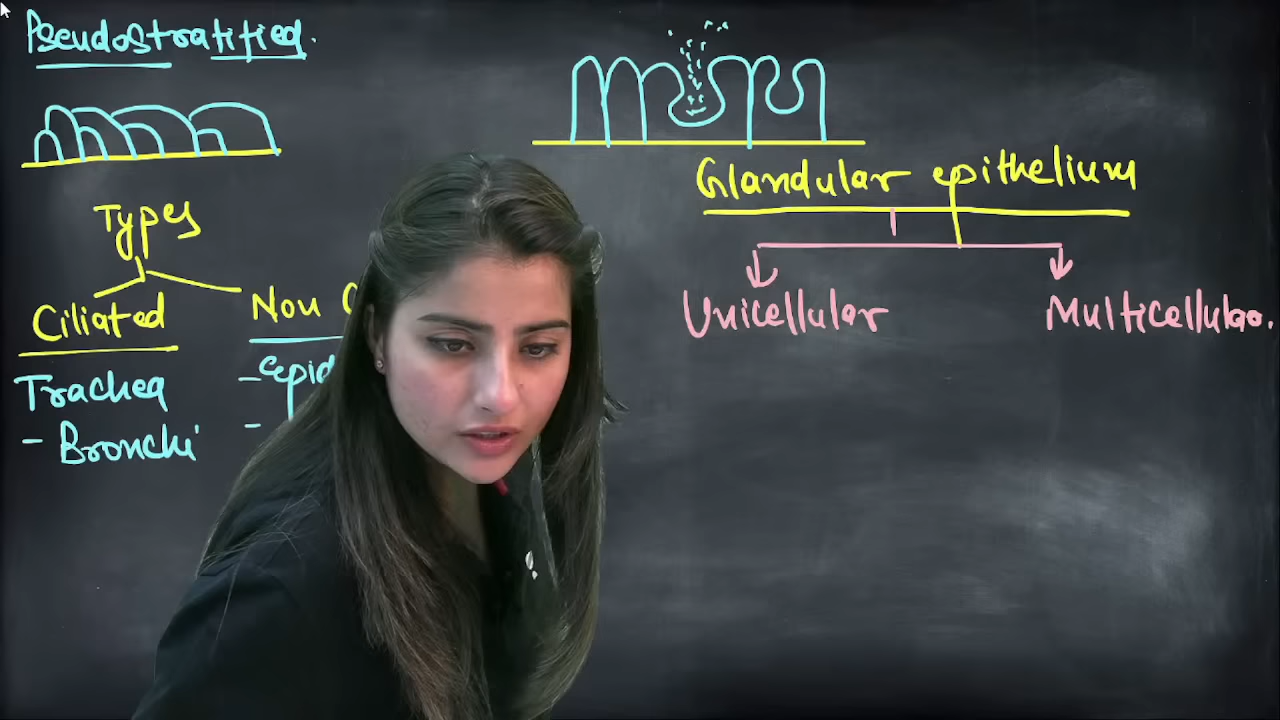 Pseudostratified.
Types
Ciliated
Non
Trachea
- Bronchi
Glandular epithelium
Unicellular
Multicellular.